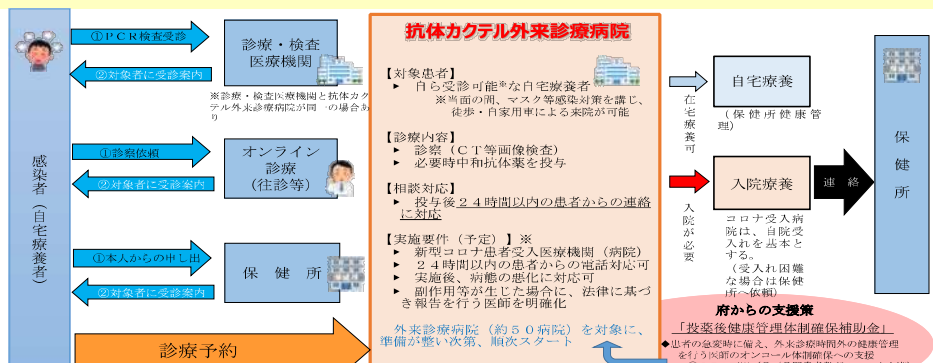 感染者（自宅療養者）
①ＰＣＲ検査受診
②対象者に受診案内
診療・検査
医療機関
※診療・検査医療機関と抗体カク
テル外来診療病院が同一の場合あ
り
①診察依頼
②対象者に受診案内
オンライン
診療
（往診等）
①本人からの申し出
②対象者に受診案内
保健所
診療予約
抗体カクテル外来診療病院
【対象患者】
▶ 自ら受診可能※な自宅療養者
※当面の間、マスク等感染対策を講じ、
徒歩・自家用車による来院が可能
【診療内容】
▶ 診察（ＣＴ等画像検査）
▶ 必要時中和抗体薬を投与
【相談対応】
▶ 投与後２４時間以内の患者からの連絡
に対応
【実施要件（予定）】※
▶ 新型コロナ患者受入医療機関（病院）
▶ ２４時間以内の患者からの電話対応可
▶ 実施後、病態の悪化に対応可
▶ 副作用等が生じた場合に、法律に基づ
き報告を行う医師を明確化
外来診療病院（約５０病院）を対象に、
準備が整い次第、順次スタート
在宅療養可
自宅療養
（保健所健康管
理）
入院が必要
入院療養
連絡
コロナ受入病
院は、自院受
入れを基本と
する。
（受入れ困難
な場合は保健
所へ依頼）
保健所
府からの支援策
「投薬後健康管理体制確保補助金」
◆患者の急変時に備え、外来診療時間外の健康管理
を行う医師のオンコール体制確保への支援